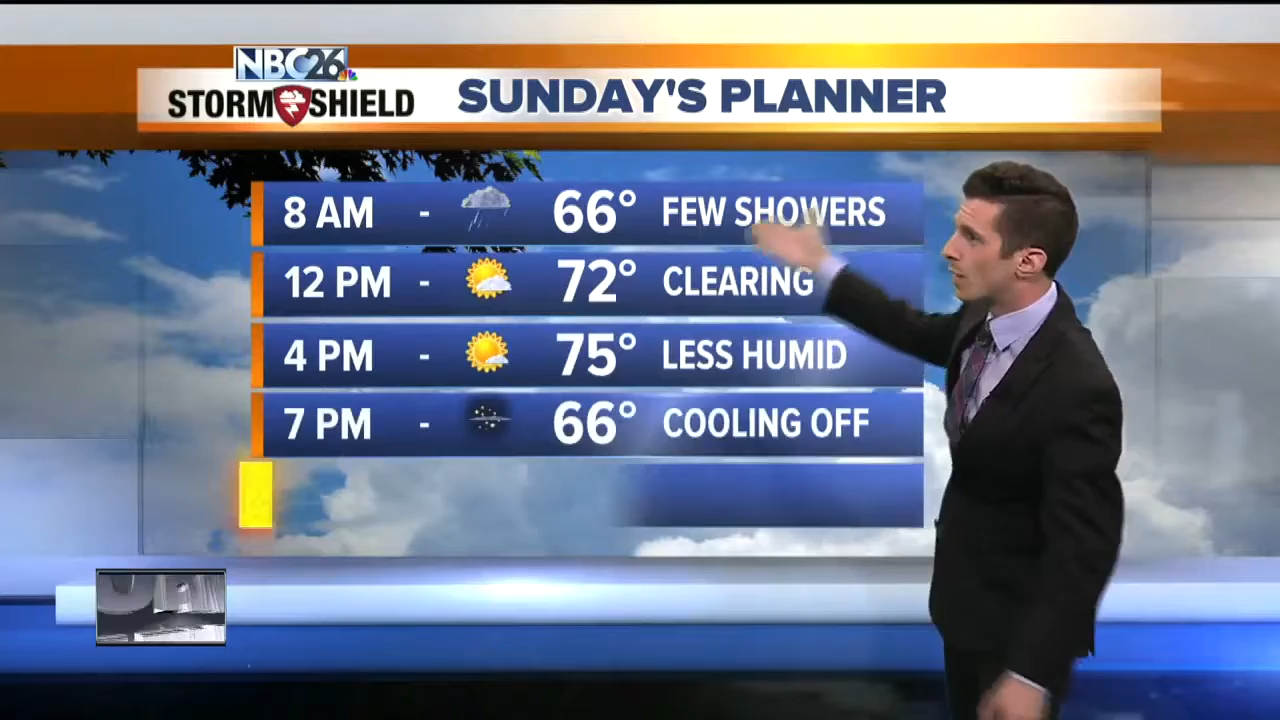 NBC26
STORM SHIELD
SUNDAY'S PLANNER
8 AM - 66° FEW SHOWERS
12 PM - 72° CLEARING
4 PM - 75° LESS HUMID
7 PM - 66° COOLING OFF